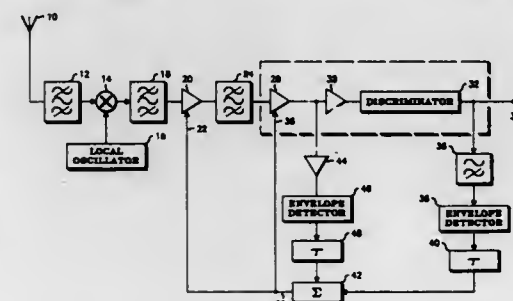 10
12
14
18
20
24
28
30
32
DISCRIMINATOR
22
36
LOCAL
OSCILLATOR
16
44
46
ENVELOPE
DETECTOR
48
τ
42
Σ
ENVELOPE
DETECTOR
38
40
τ